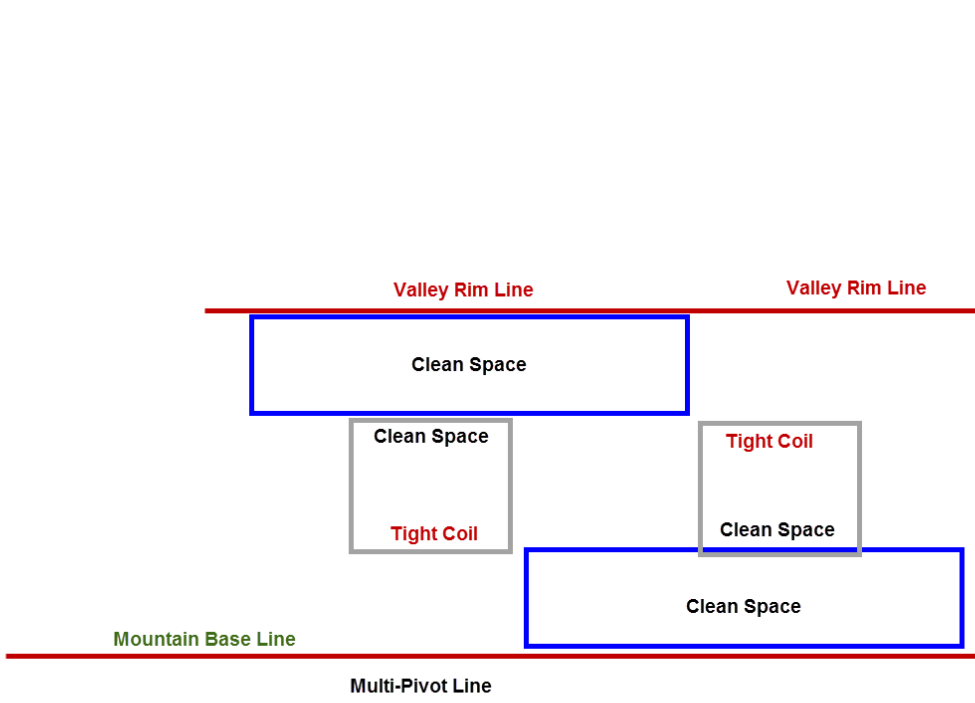 Valley Rim Line
Valley Rim Line
Clean Space
Clean Space
Tight Coil
Tight Coil
Clean Space
Clean Space
Mountain Base Line
Multi-Pivot Line